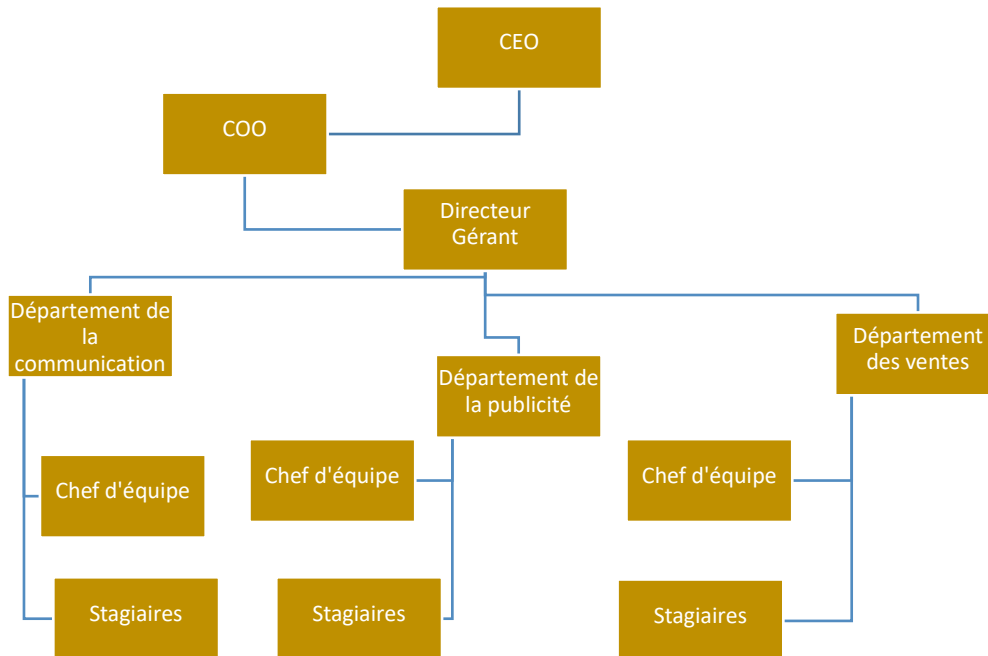 CEO
COO
Directeur
Gérant
Département de
la
communication
Département de
la publicité
Département
des ventes
Chef d'équipe
Chef d'équipe
Chef d'équipe
Stagiaires
Stagiaires
Stagiaires